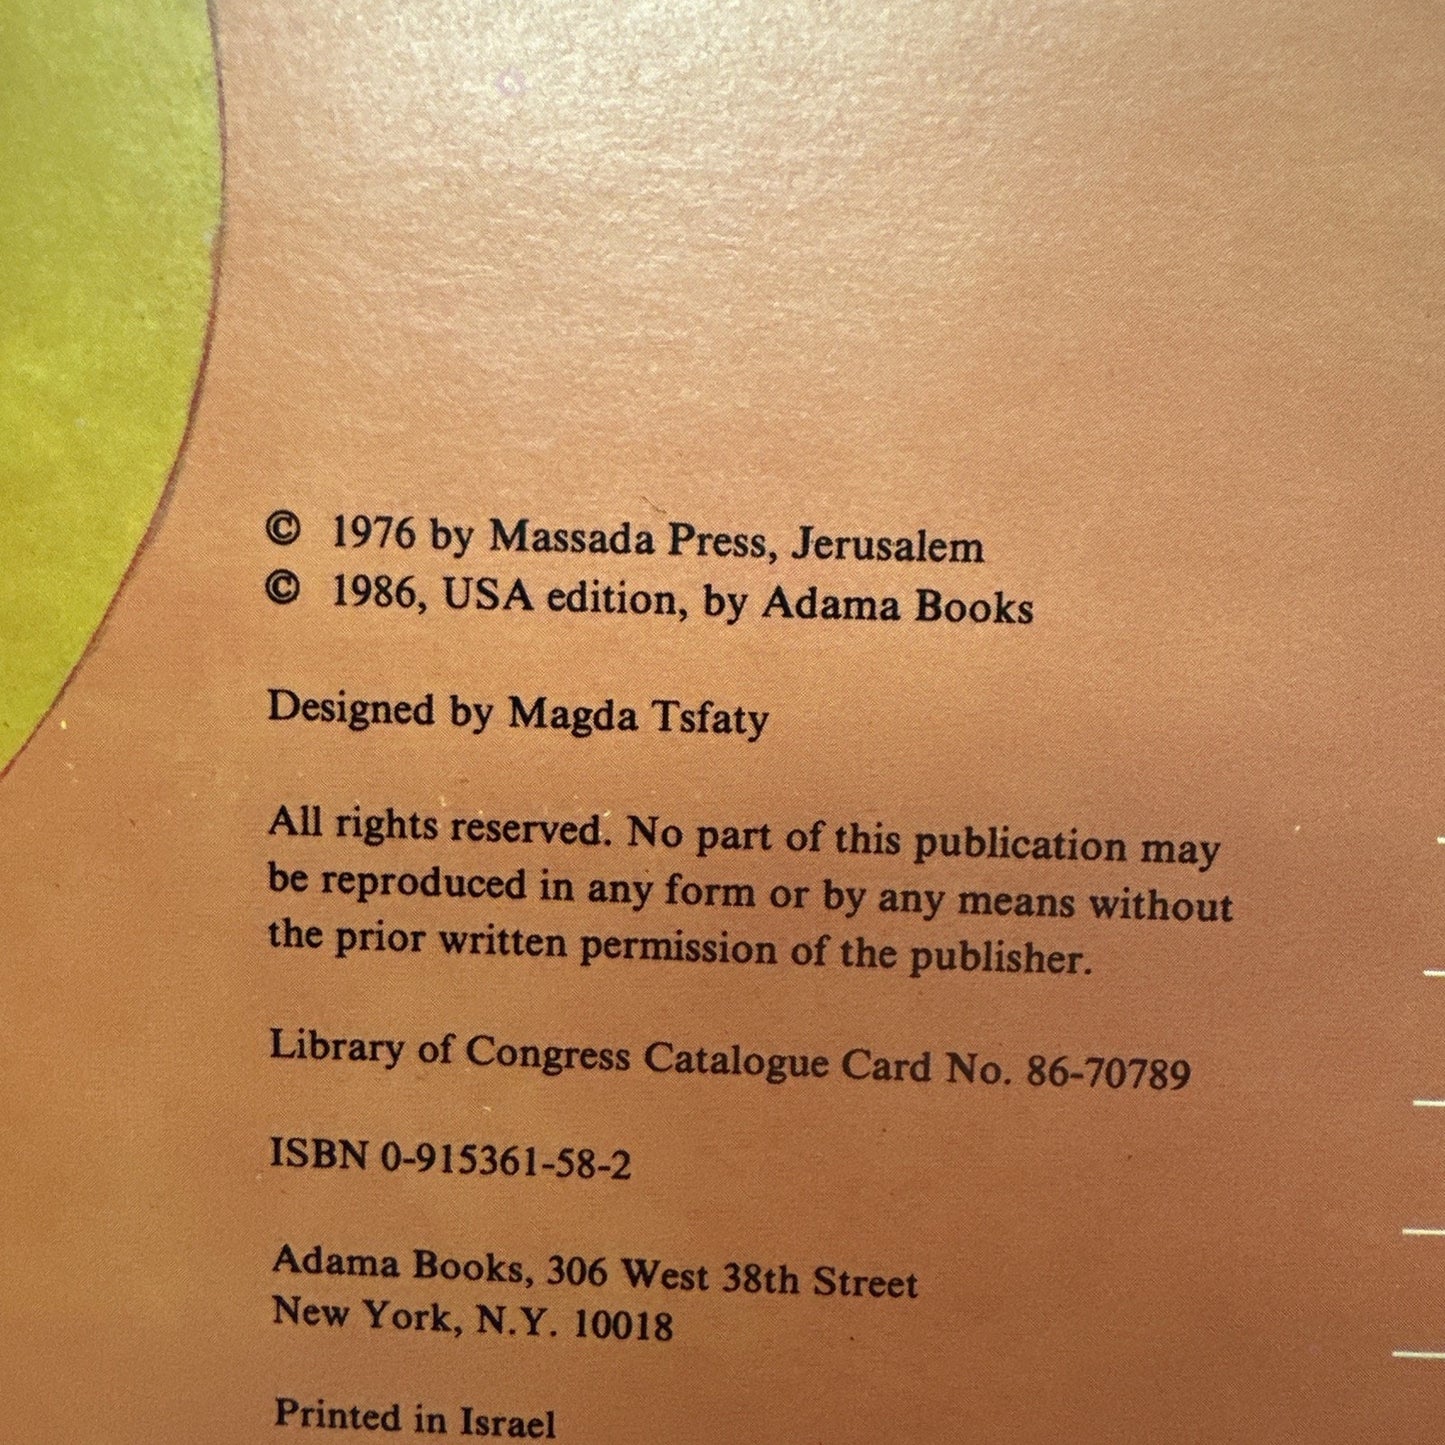 © 1976 by Massada Press, Jerusalem
© 1986, USA edition, by Adama Books
Designed by Magda Tsfaty
All rights reserved. No part of this publication may
be reproduced in any form or by any means without
the prior written permission of the publisher.
Library of Congress Catalogue Card No. 86-70789
ISBN 0-915361-58-2
Adama Books, 306 West 38th Street
New York, N.Y. 10018
Printed in Israel